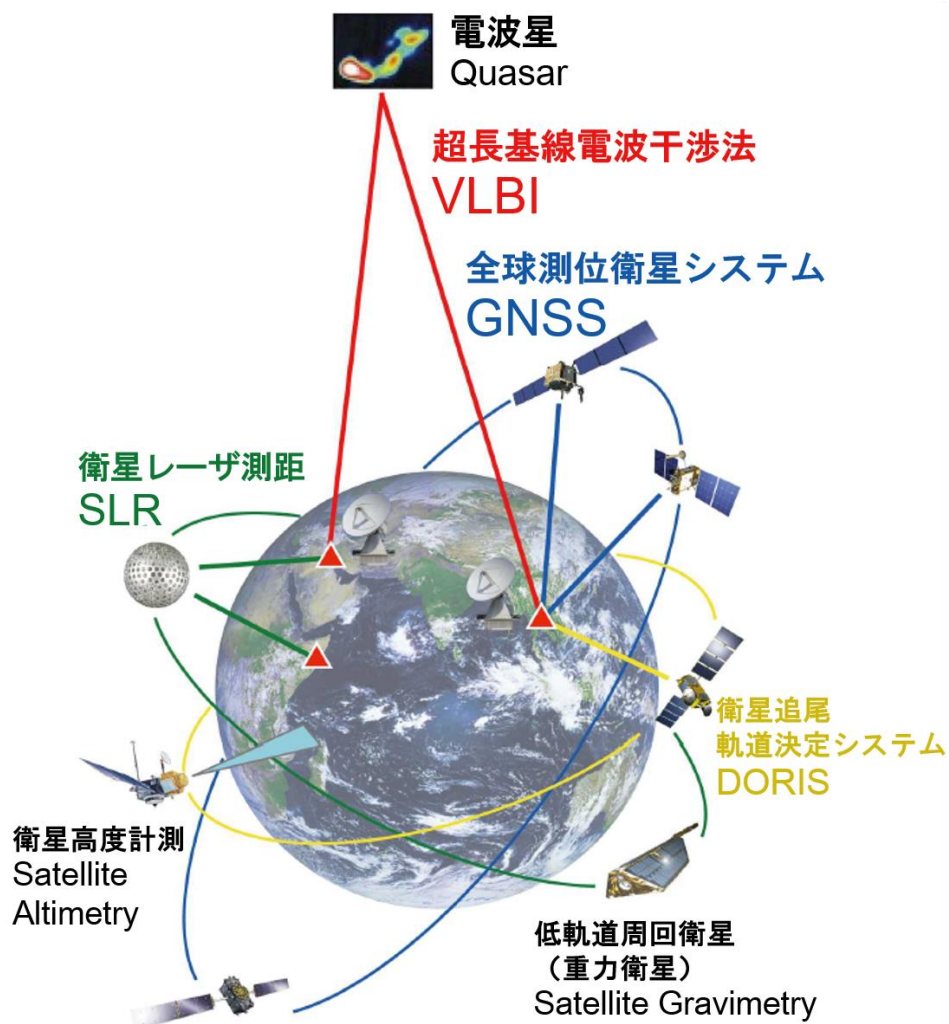 電波星
Quasar
超長基線電波干渉法
VLBI
全球測位衛星システム
GNSS
衛星レーザ測距
SLR
衛星追尾
軌道決定システム
DORIS
衛星高度計測
Satellite
Altimetry
低軌道周回衛星
（重力衛星）
Satellite Gravimetry